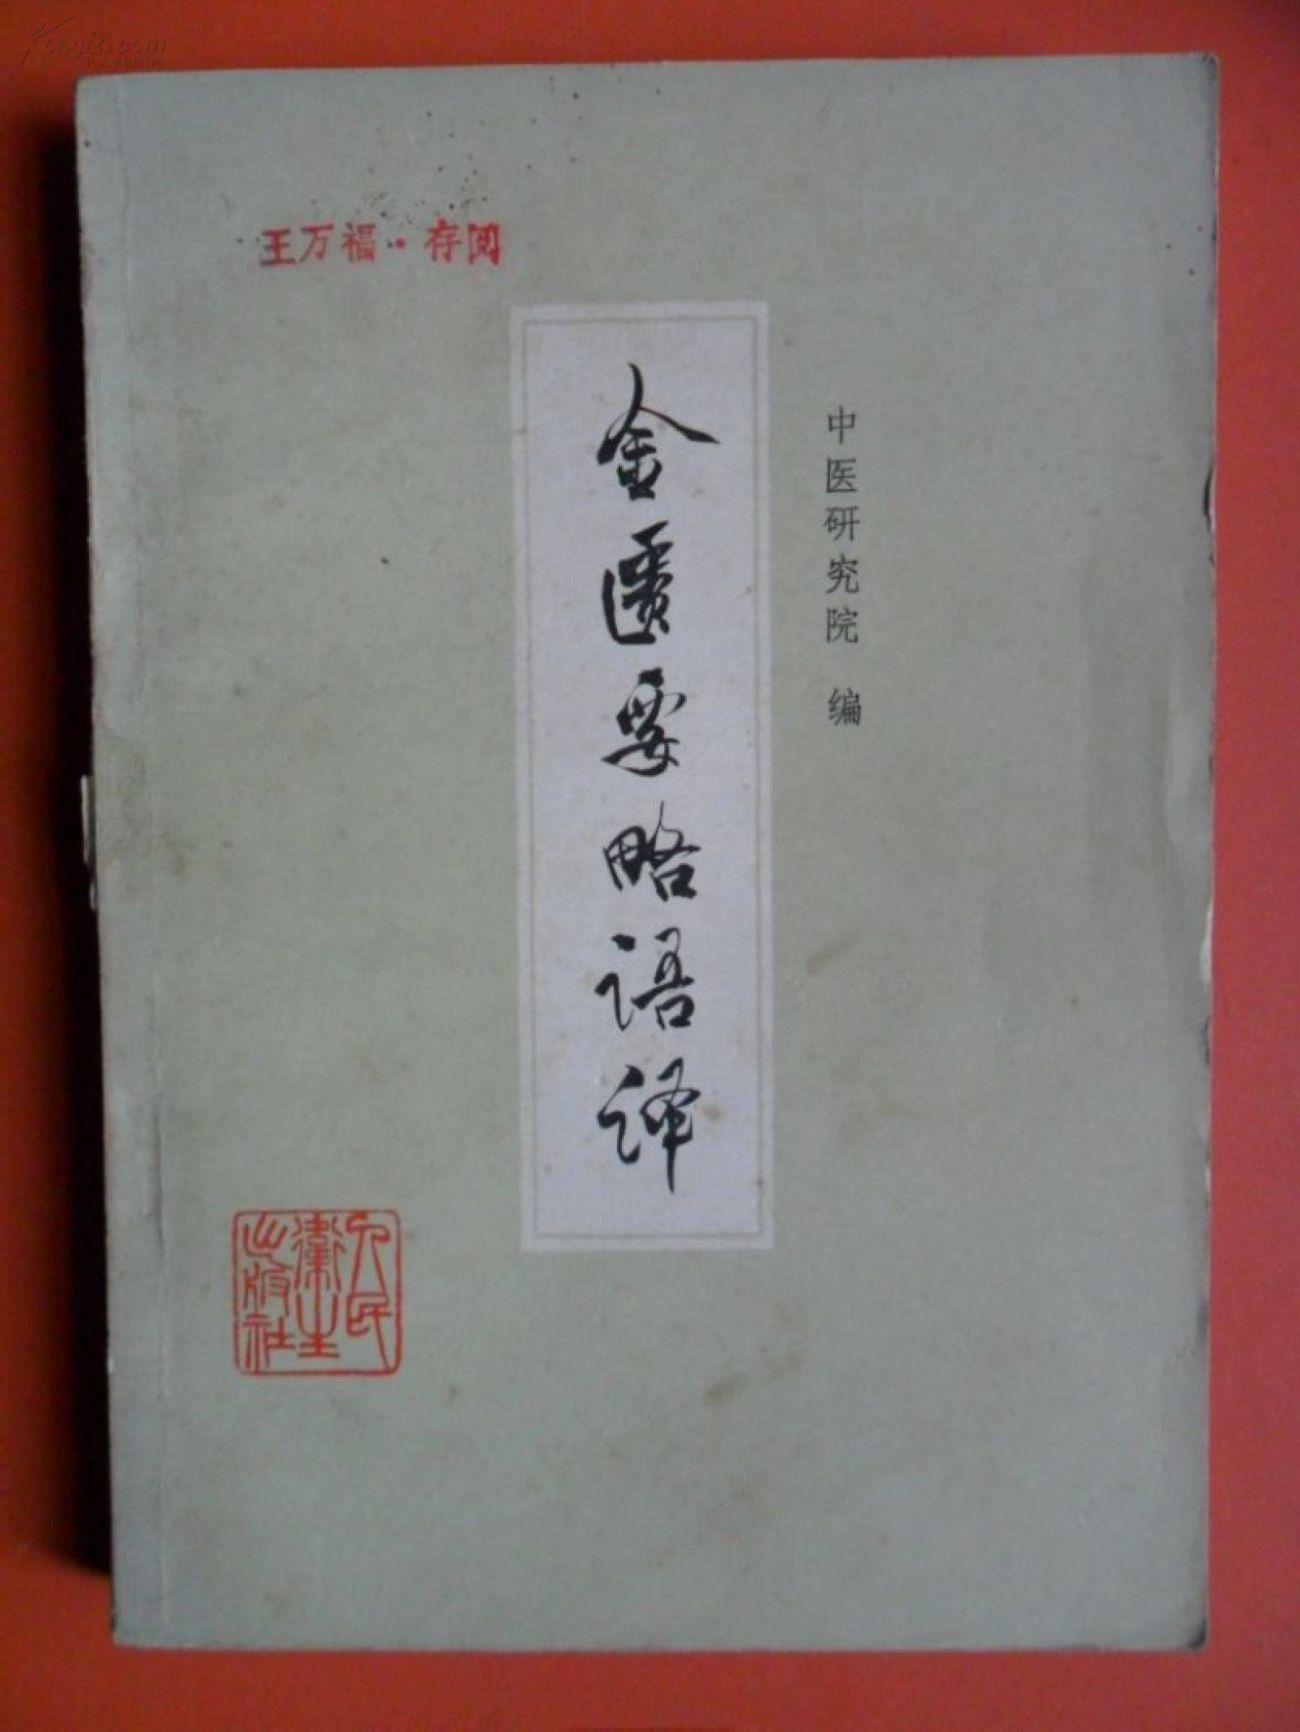 王万福·存阅
中医研究院 编
金匮要略语译
人民
衛生
出版社